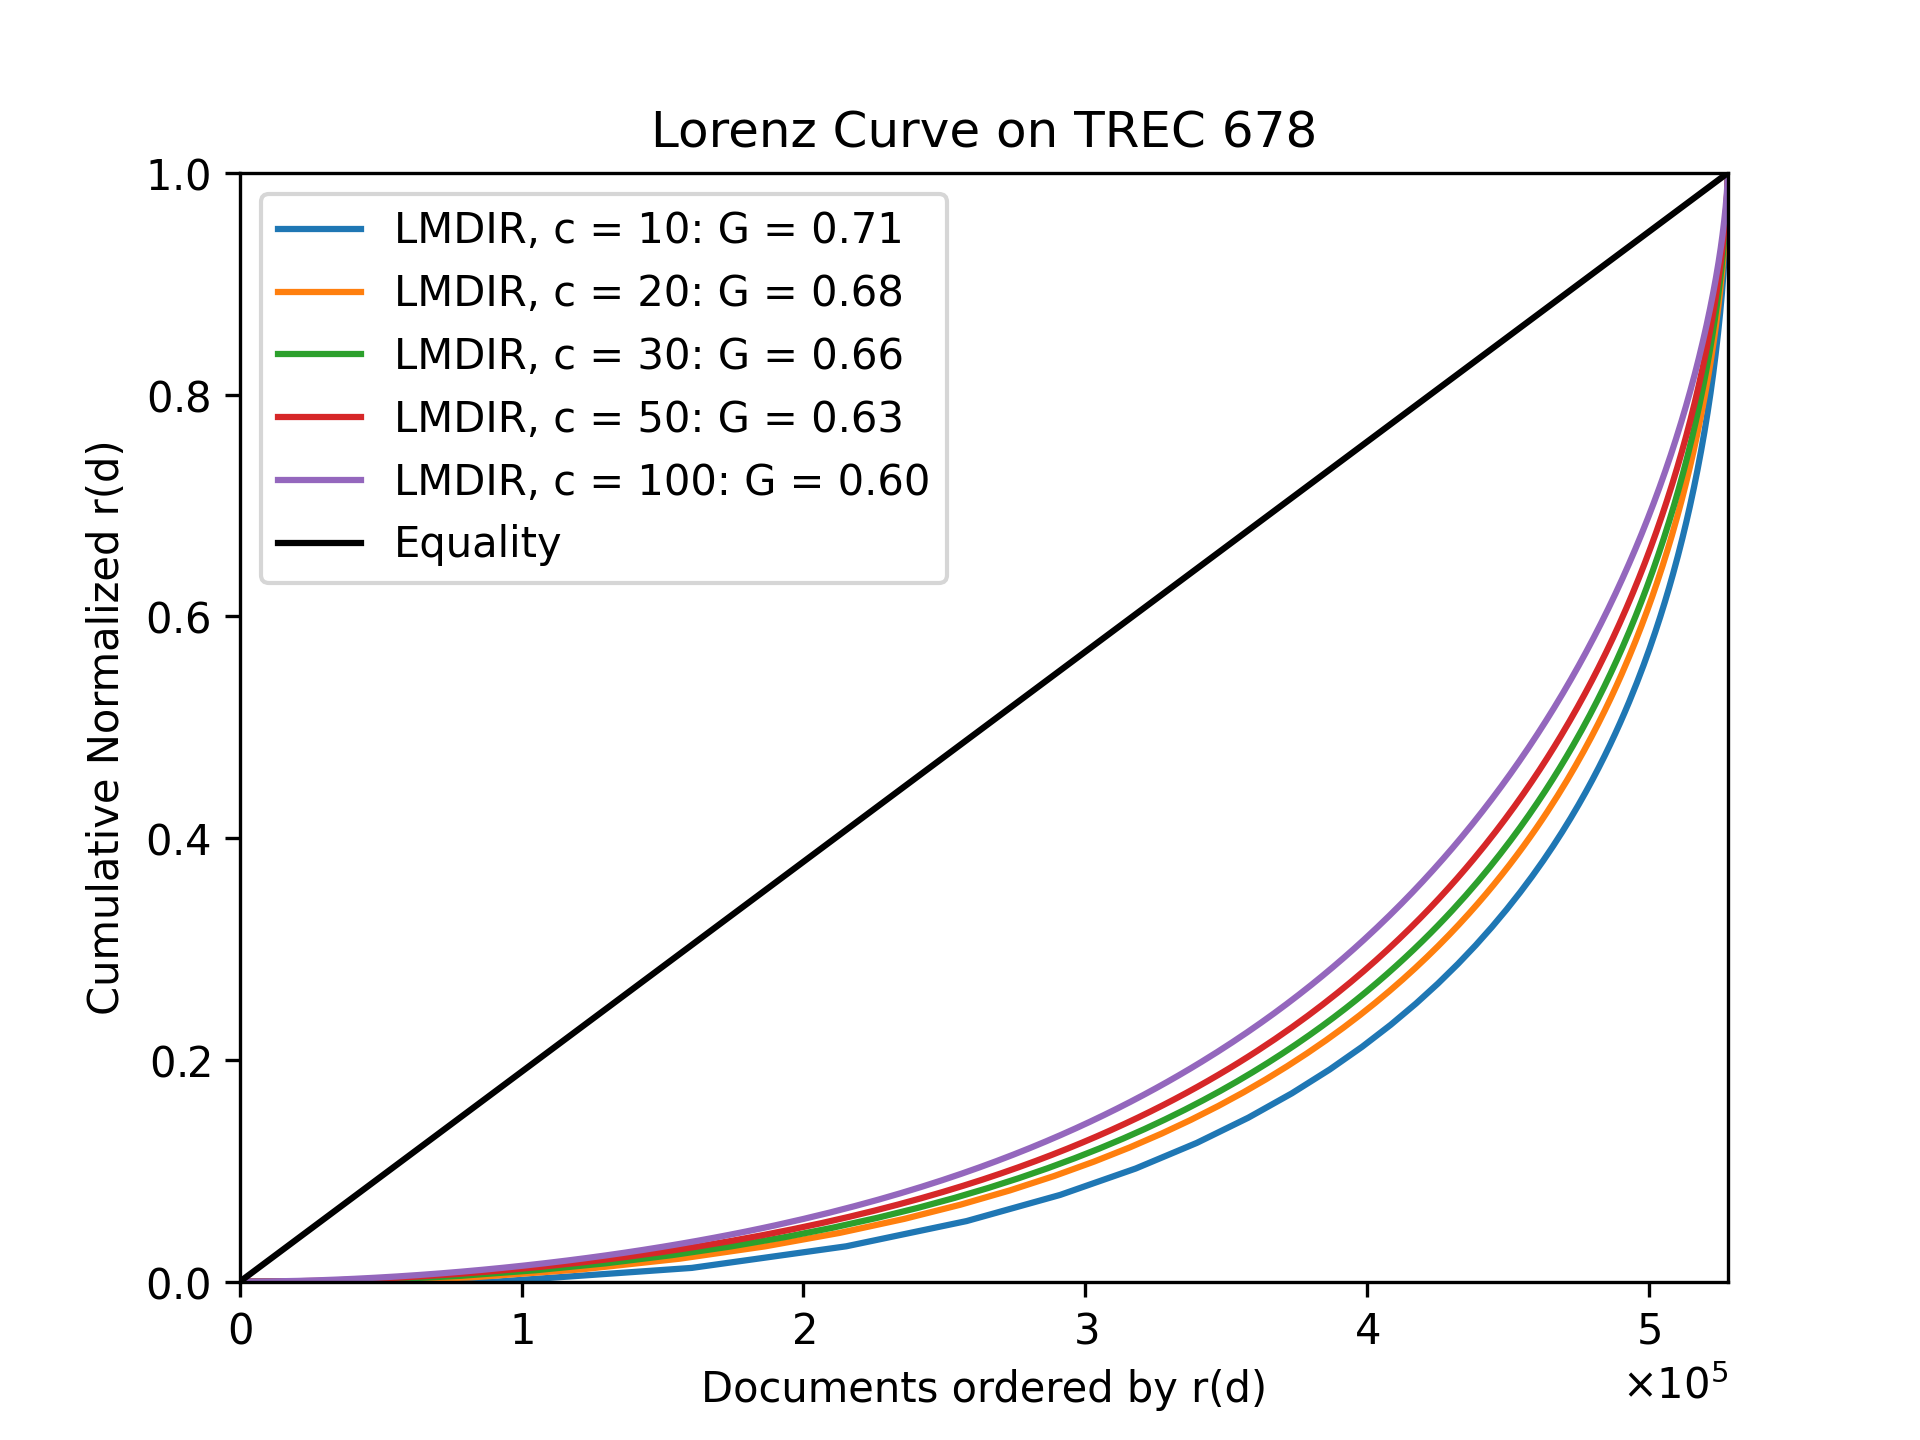 Lorenz Curve on TREC 678
1.0
0.8
0.6
0.4
0.2
0.0
Cumulative Normalized r(d)
LMDIR, c = 10: G = 0.71
LMDIR, c = 20: G = 0.68
LMDIR, c = 30: G = 0.66
LMDIR, c = 50: G = 0.63
LMDIR, c = 100: G = 0.60
Equality
0 1 2 3 4 5
×10⁵
Documents ordered by r(d)